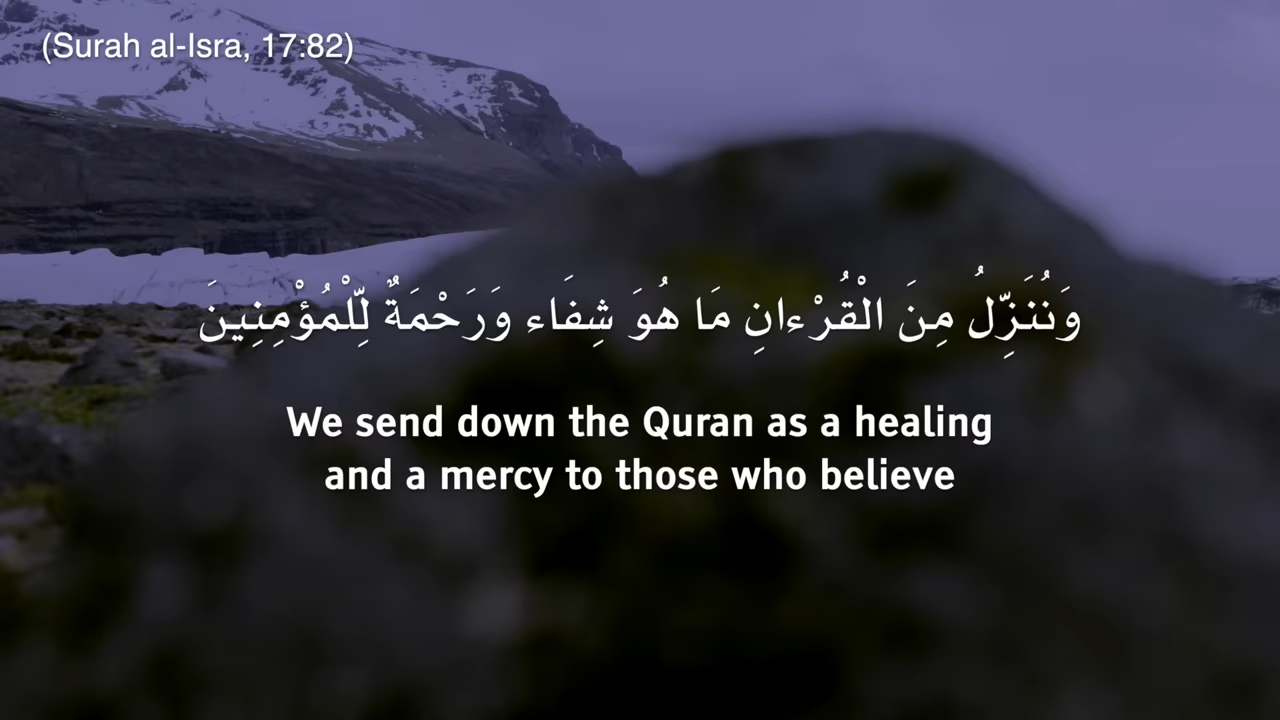 (Surah al-Isra, 17:82)
وَنُنَزِّلُ مِنَ الْقُرْءانِ مَا هُوَ شِفَاء وَرَحْمَةٌ لِّلْمُؤْمِنِينَ
We send down the Quran as a healing
and a mercy to those who believe